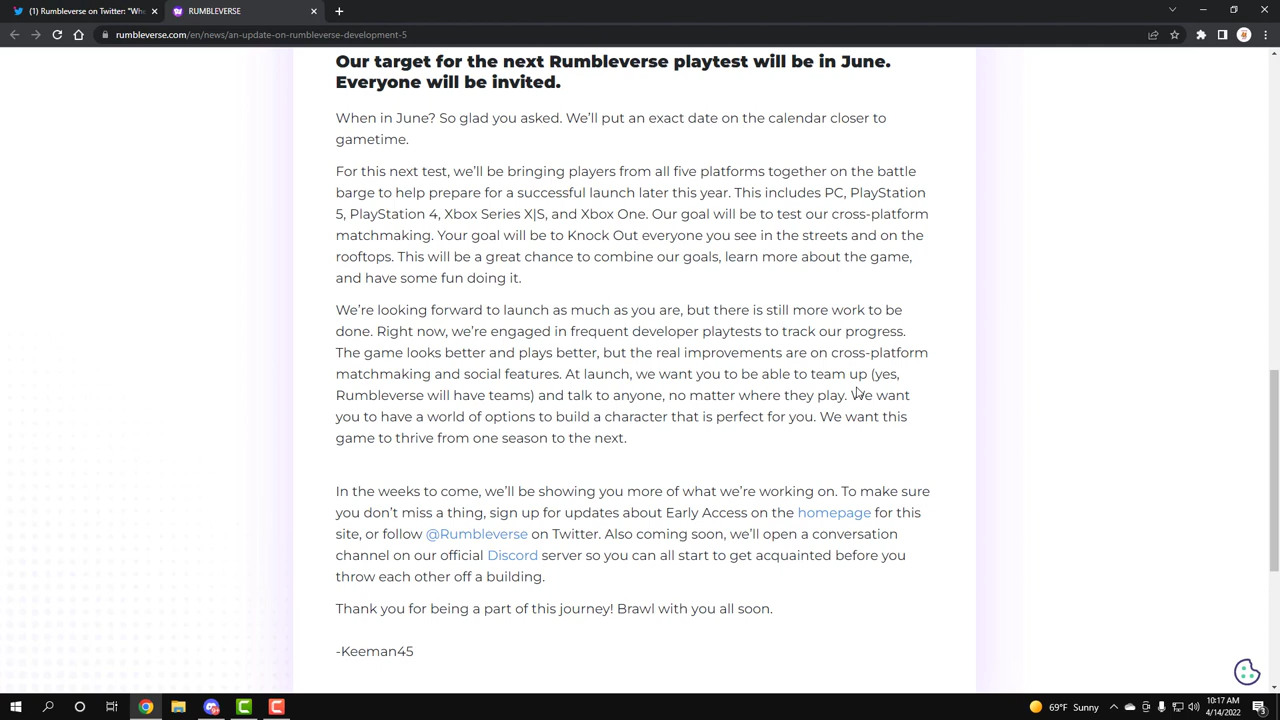 (1) Rumbleverse on Twitter: "Whe
RUMBLEVERSE
rumbleverse.com/en/news/an-update-on-rumbleverse-development-5
Our target for the next Rumbleverse playtest will be in June.
Everyone will be invited.
When in June? So glad you asked. We'll put an exact date on the calendar closer to
gametime.
For this next test, we'll be bringing players from all five platforms together on the battle
barge to help prepare for a successful launch later this year. This includes PC, PlayStation
5, PlayStation 4, Xbox Series X|S, and Xbox One. Our goal will be to test our cross-platform
matchmaking. Your goal will be to Knock Out everyone you see in the streets and on the
rooftops. This will be a great chance to combine our goals, learn more about the game,
and have some fun doing it.
We're looking forward to launch as much as you are, but there is still more work to be
done. Right now, we're engaged in frequent developer playtests to track our progress.
The game looks better and plays better, but the real improvements are on cross-platform
matchmaking and social features. At launch, we want you to be able to team up (yes,
Rumbleverse will have teams) and talk to anyone, no matter where they play. We want
you to have a world of options to build a character that is perfect for you. We want this
game to thrive from one season to the next.
In the weeks to come, we'll be showing you more of what we're working on. To make sure
you don't miss a thing, sign up for updates about Early Access on the homepage for this
site, or follow @Rumbleverse on Twitter. Also coming soon, we'll open a conversation
channel on our official Discord server so you can all start to get acquainted before you
throw each other off a building.
Thank you for being a part of this journey! Brawl with you all soon.
-Keeman45
69°F Sunny
10:17 AM
4/14/2022